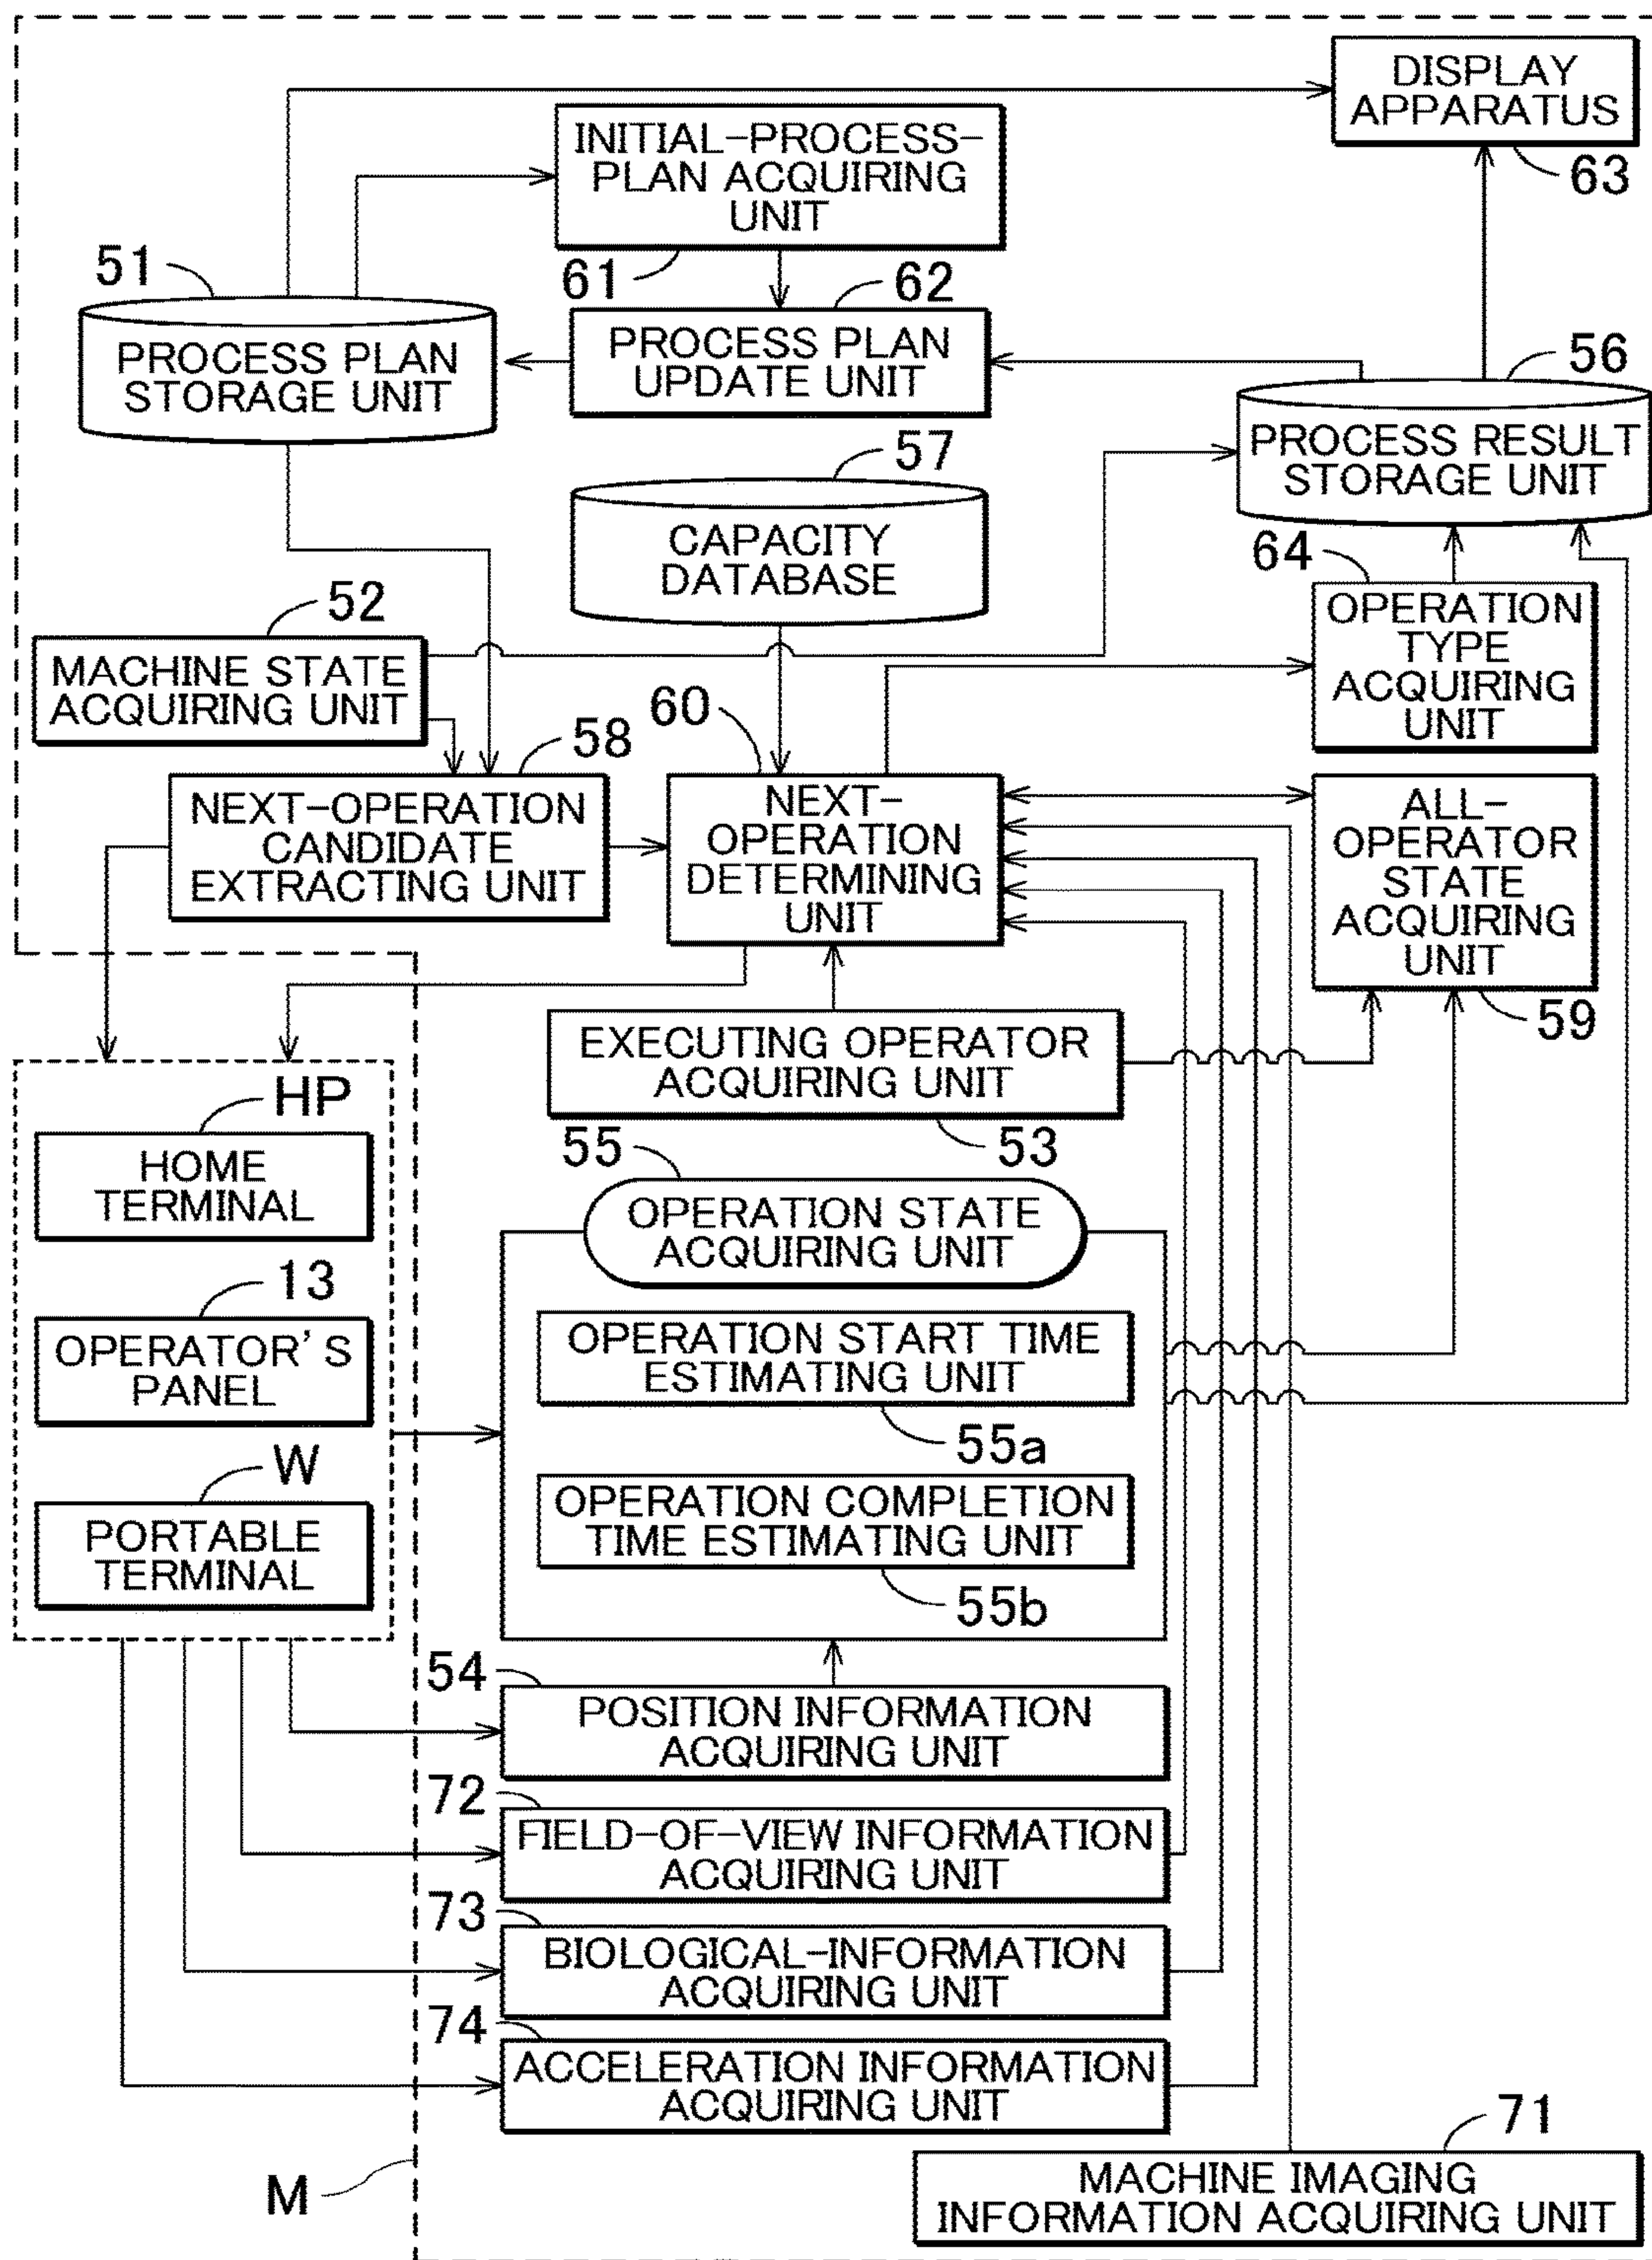 DISPLAY
APPARATUS
63
INITIAL-PROCESS-
PLAN ACQUIRING
UNIT
61
51
PROCESS PLAN
STORAGE UNIT
62
PROCESS PLAN
UPDATE UNIT
56
PROCESS RESULT
STORAGE UNIT
57
CAPACITY
DATABASE
64
OPERATION
TYPE
ACQUIRING
UNIT
52
MACHINE STATE
ACQUIRING UNIT
58
NEXT-OPERATION
CANDIDATE
EXTRACTING UNIT
60
NEXT-
OPERATION
DETERMINING
UNIT
ALL-
OPERATOR
STATE
ACQUIRING
UNIT
59
EXECUTING OPERATOR
ACQUIRING UNIT
53
HP
HOME
TERMINAL
13
OPERATOR'S
PANEL
W
PORTABLE
TERMINAL
55
OPERATION STATE
ACQUIRING UNIT
OPERATION START TIME
ESTIMATING UNIT
55a
OPERATION COMPLETION
TIME ESTIMATING UNIT
55b
54
POSITION INFORMATION
ACQUIRING UNIT
72
FIELD-OF-VIEW INFORMATION
ACQUIRING UNIT
73
BIOLOGICAL-INFORMATION
ACQUIRING UNIT
74
ACCELERATION INFORMATION
ACQUIRING UNIT
71
MACHINE IMAGING
INFORMATION ACQUIRING UNIT
M